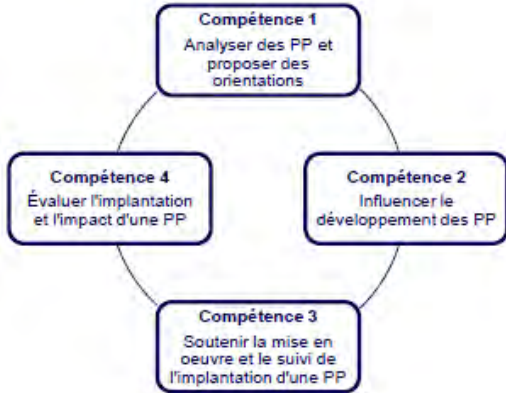 Compétence 1
Analyser des PP et
proposer des
orientations
Compétence 4
Évaluer l'implantation
et l'impact d'une PP
Compétence 2
Influencer le
développement des PP
Compétence 3
Soutenir la mise en
oeuvre et le suivi de
l'implantation d'une PP